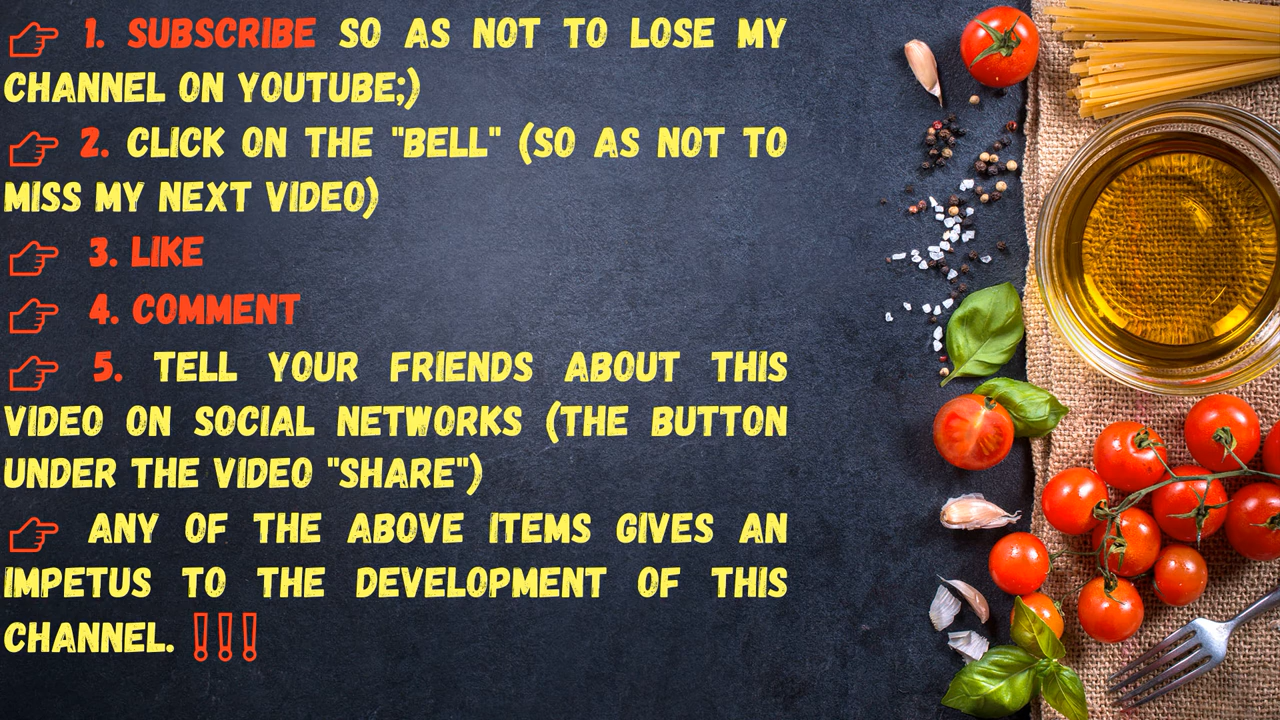 👉 1. SUBSCRIBE SO AS NOT TO LOSE MY
CHANNEL ON YOUTUBE;)
👉 2. CLICK ON THE "BELL" (SO AS NOT TO
MISS MY NEXT VIDEO)
👉 3. LIKE
👉 4. COMMENT
👉 5. TELL YOUR FRIENDS ABOUT THIS
VIDEO ON SOCIAL NETWORKS (THE BUTTON
UNDER THE VIDEO "SHARE")
👉 ANY OF THE ABOVE ITEMS GIVES AN
IMPETUS TO THE DEVELOPMENT OF THIS
CHANNEL. !!!